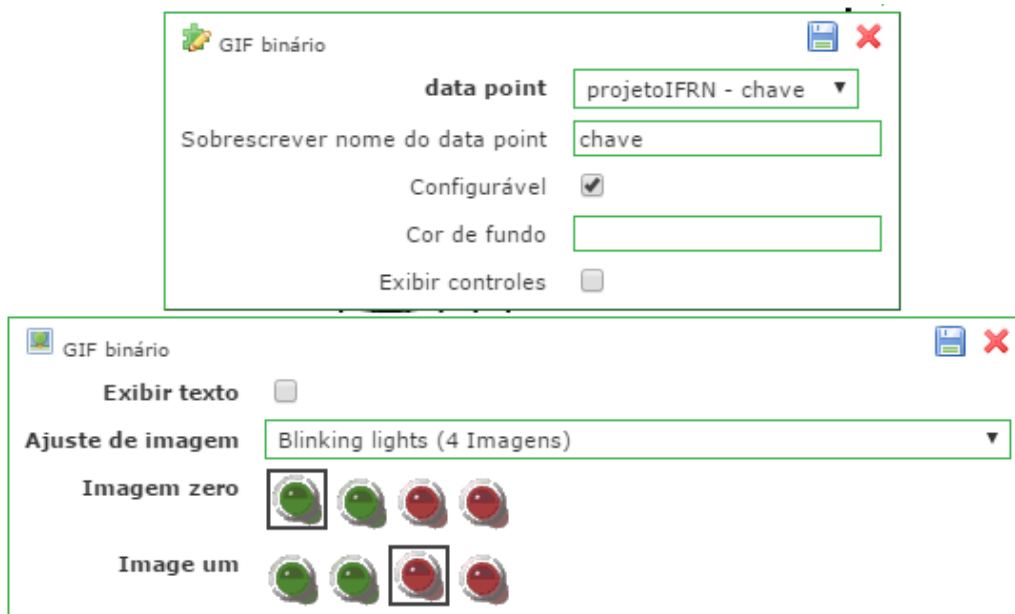 GIF binário
data point projetoIFRN - chave
Sobrescrever nome do data point chave
Configurável
Cor de fundo
Exibir controles
GIF binário
Exibir texto
Ajuste de imagem Blinking lights (4 Imagens)
Imagem zero
Image um